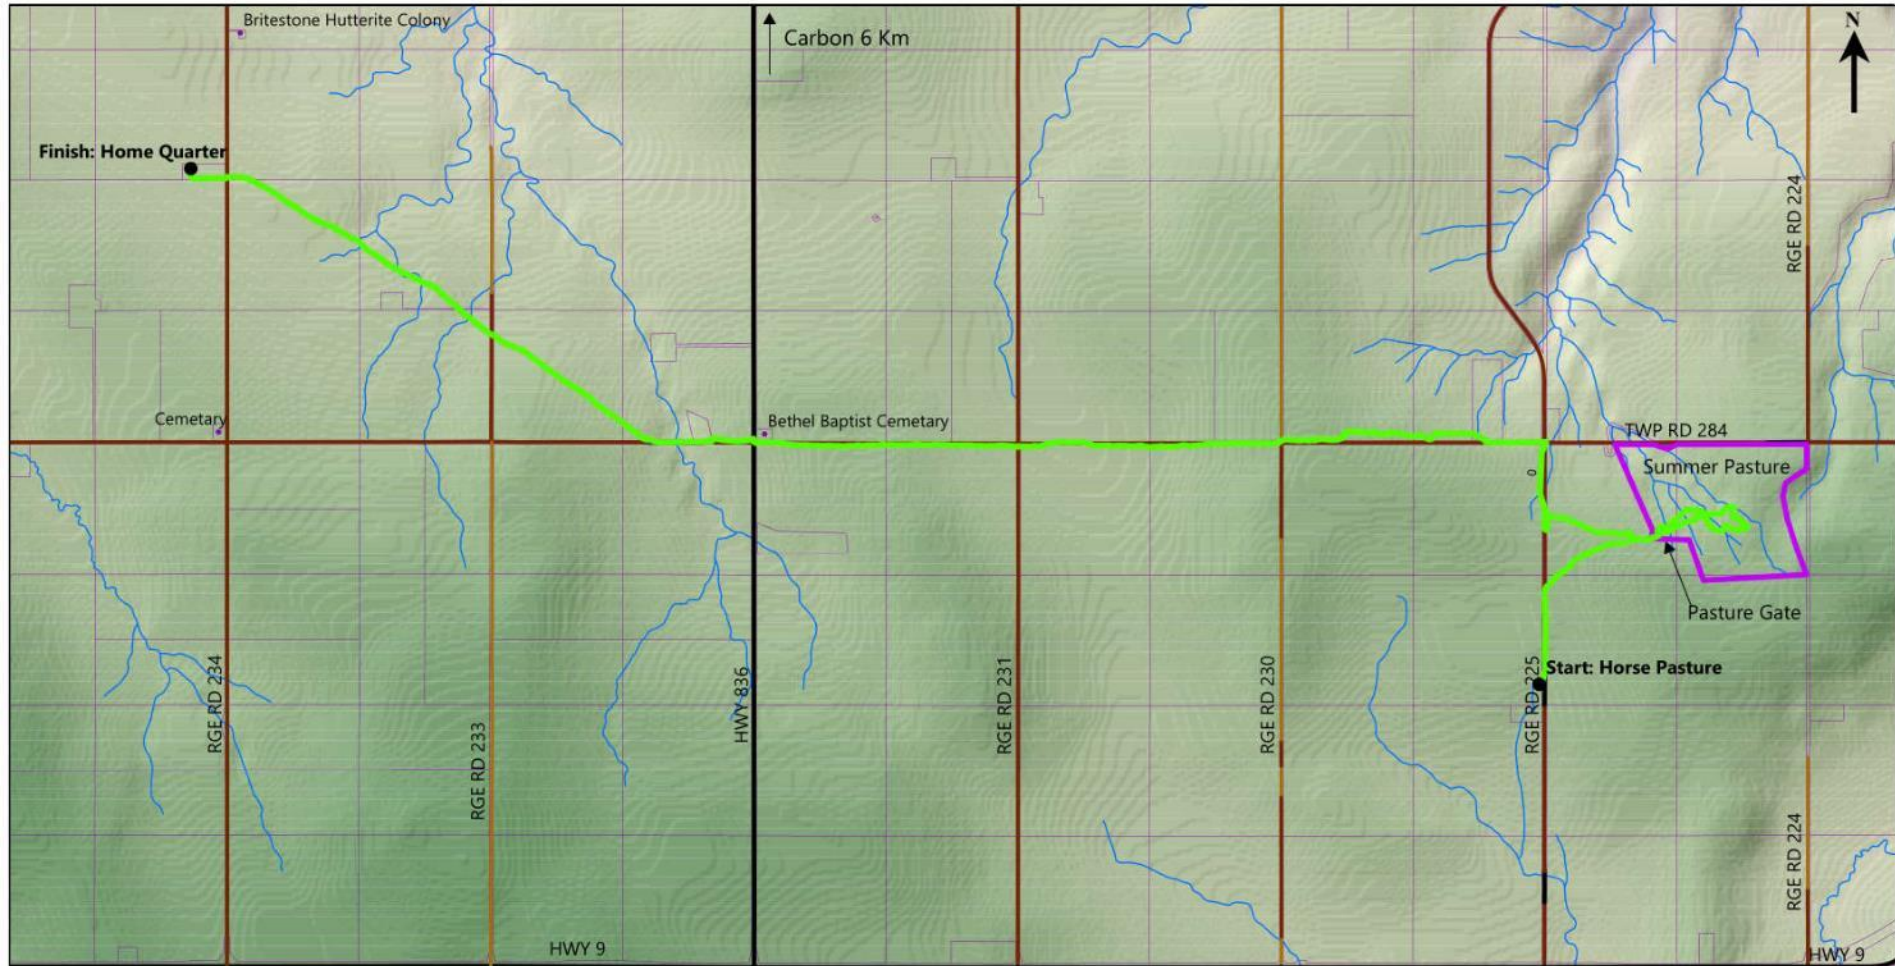 Britestone Hutterite Colony
Carbon 6 Km
N
Finish: Home Quarter
RGE RD 224
Cemetary
Bethel Baptist Cemetary
TWP RD 284
Summer Pasture
0
Pasture Gate
Start: Horse Pasture
RGE RD 234
RGE RD 233
HWY 836
RGE RD 231
RGE RD 230
RGE RD 225
RGE RD 224
HWY 9
HWY 9